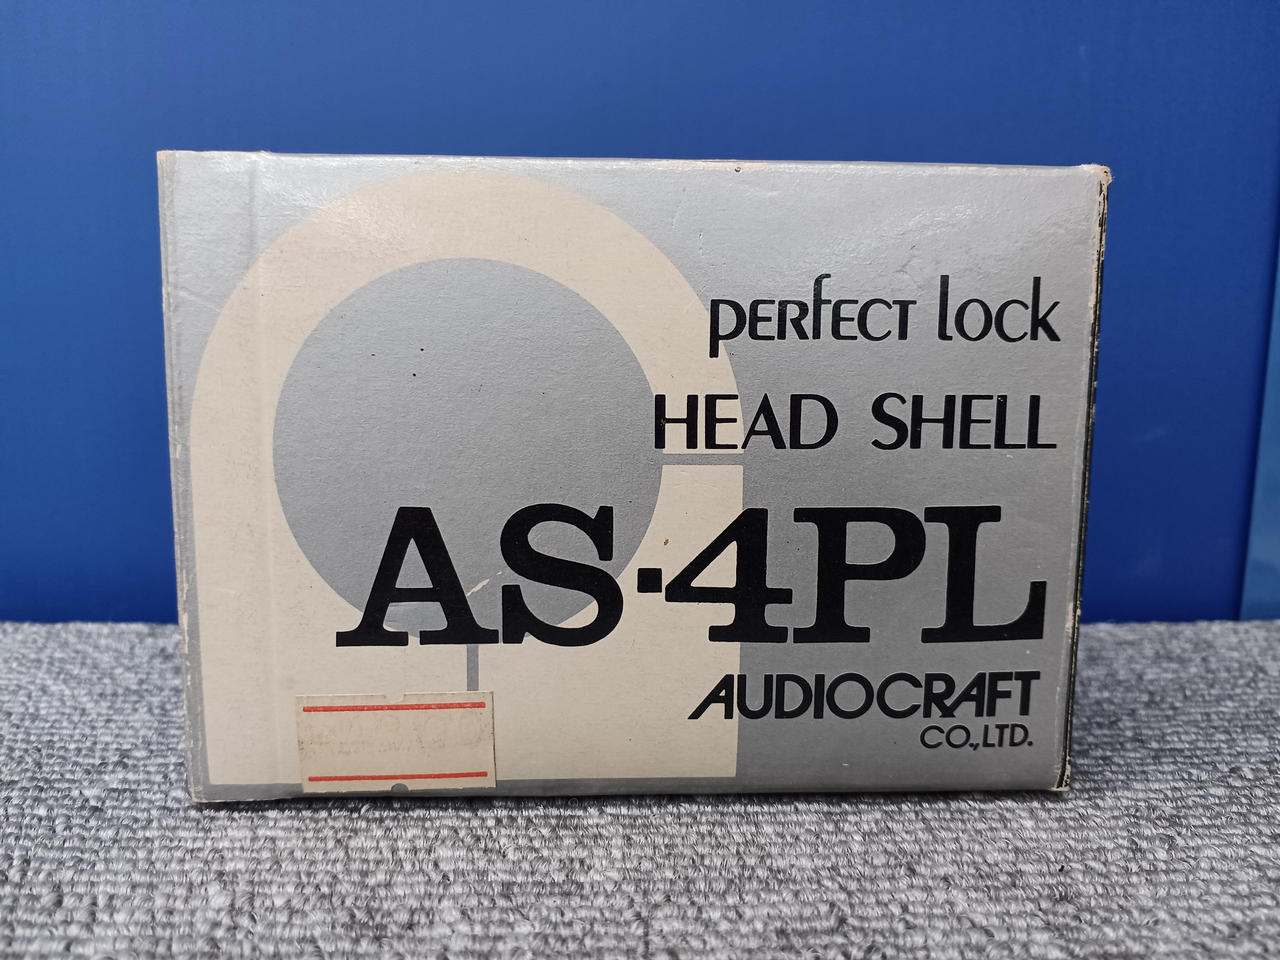 perfect lock
HEAD SHELL
AS·4PL
AUDIOCRAFT
CO.,LTD.